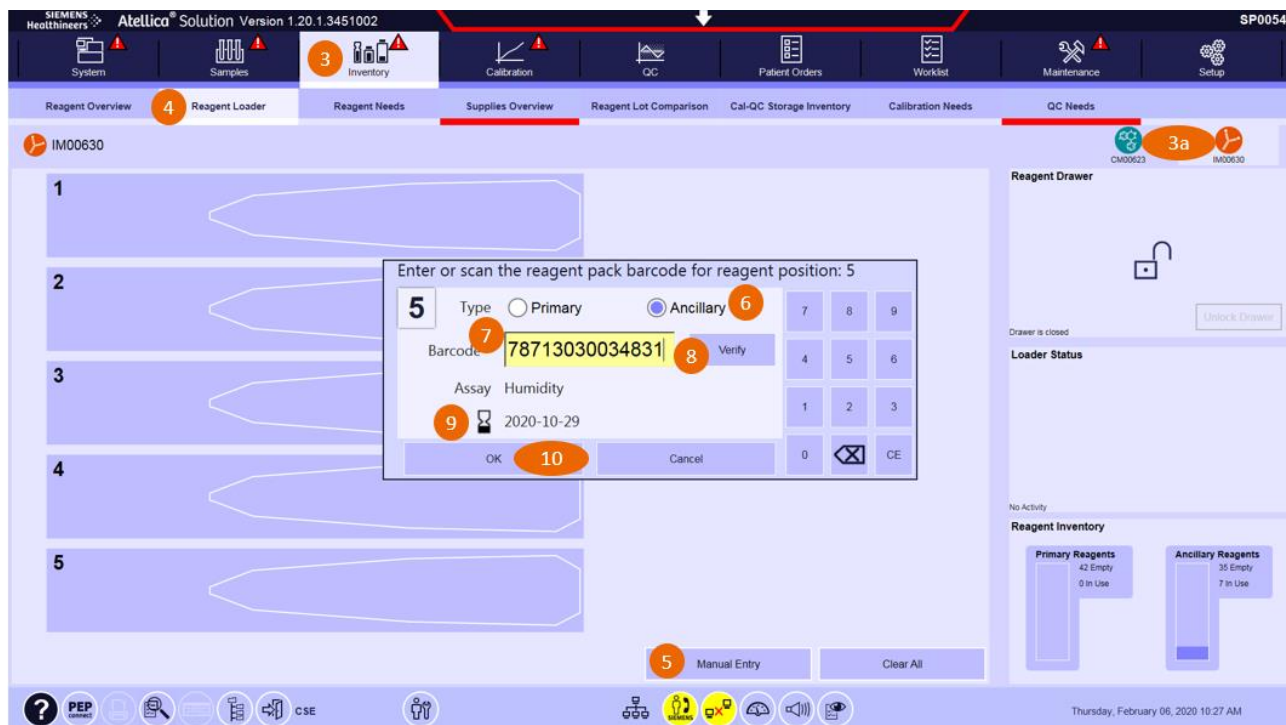 SIEMENS
Healthineers
Atellica® Solution Version 1.20.1.3451002
SP0054
System
Samples
3
Inventory
Calibration
QC
Patient Orders
Worklist
Maintenance
Setup
Reagent Overview
4
Reagent Loader
Reagent Needs
Supplies Overview
Reagent Lot Comparison
Cal-QC Storage Inventory
Calibration Needs
QC Needs
IM00630
CM00623
3a
IM00630
1
2
3
4
5
Enter or scan the reagent pack barcode for reagent position: 5
5
Type
Primary
Ancillary
6
7
Barcode
78713030034831
8
Verify
Assay Humidity
9
2020-10-29
OK
10
Cancel
7 8 9
4 5 6
1 2 3
0 CE
5
Manual Entry
Clear All
Reagent Drawer
Unlock Drawer
Drawer is closed
Loader Status
No Activity
Reagent Inventory
Primary Reagents
42 Empty
0 In Use
Ancillary Reagents
35 Empty
7 In Use
?
PEP
connect
CSE
SIEMENS
Thursday, February 06, 2020 10:27 AM